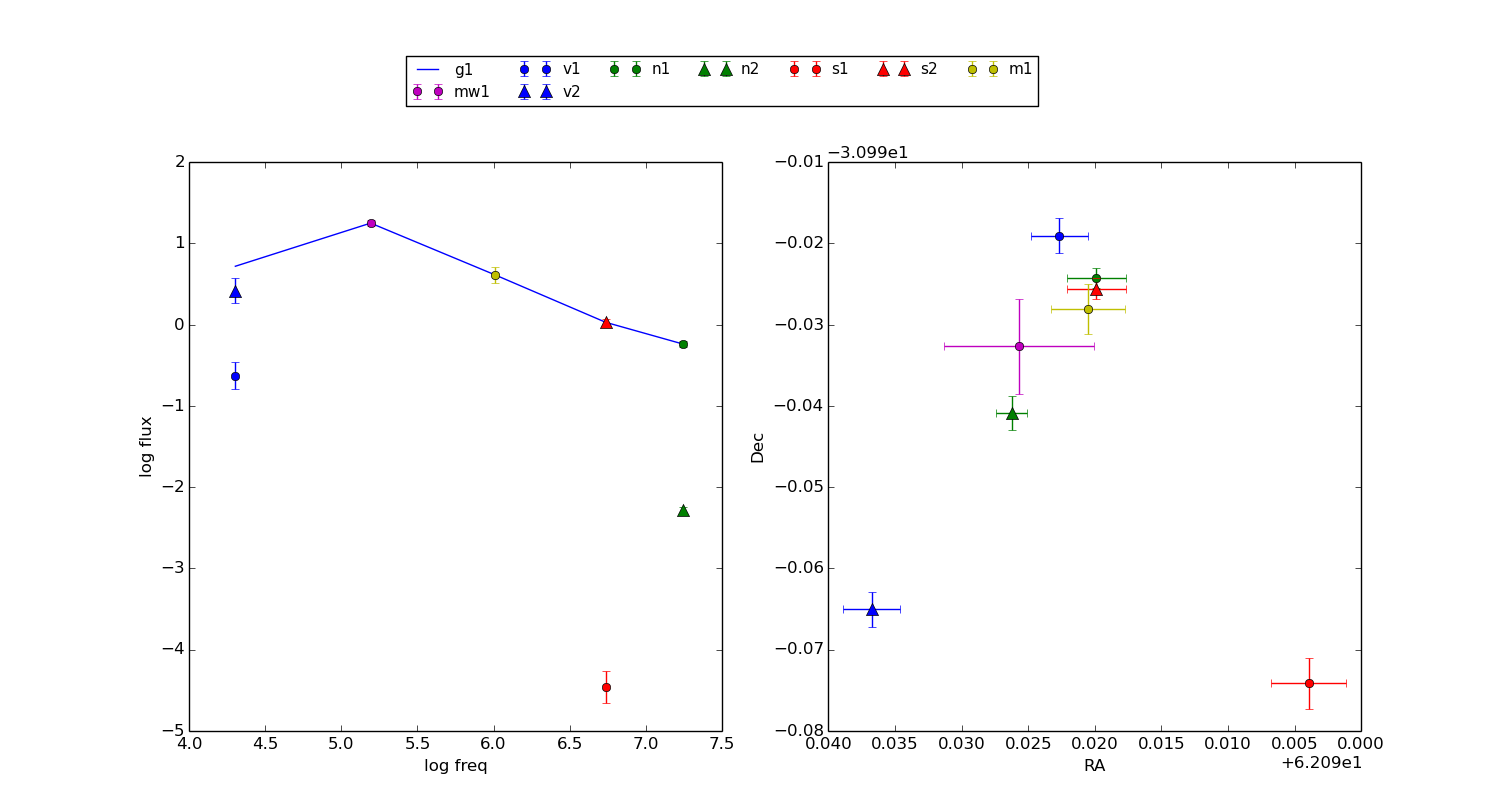 g1 v1 n1 n2 s1 s2 m1
mw1 v2
2
1
0
−1
−2
−3
−4
−5
4.0 4.5 5.0 5.5 6.0 6.5 7.0 7.5
log freq
log flux
−3.099e1
−0.01
−0.02
−0.03
−0.04
−0.05
−0.06
−0.07
−0.08
0.040 0.035 0.030 0.025 0.020 0.015 0.010 0.005 0.000
+6.209e1
RA
Dec